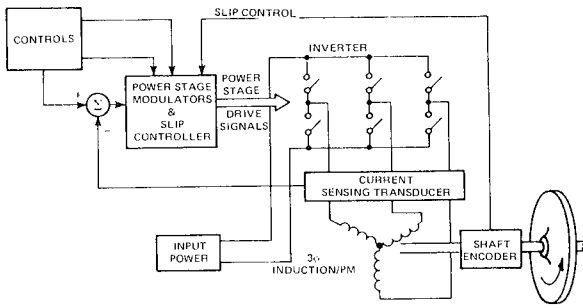 SLIP CONTROL
CONTROLS
INVERTER
POWER STAGE
MODULATORS
&
SLIP
CONTROLLER
POWER
STAGE
DRIVE
SIGNALS
+
Σ
−
CURRENT
SENSING TRANSDUCER
INPUT
POWER
3φ
INDUCTION/PM
SHAFT
ENCODER